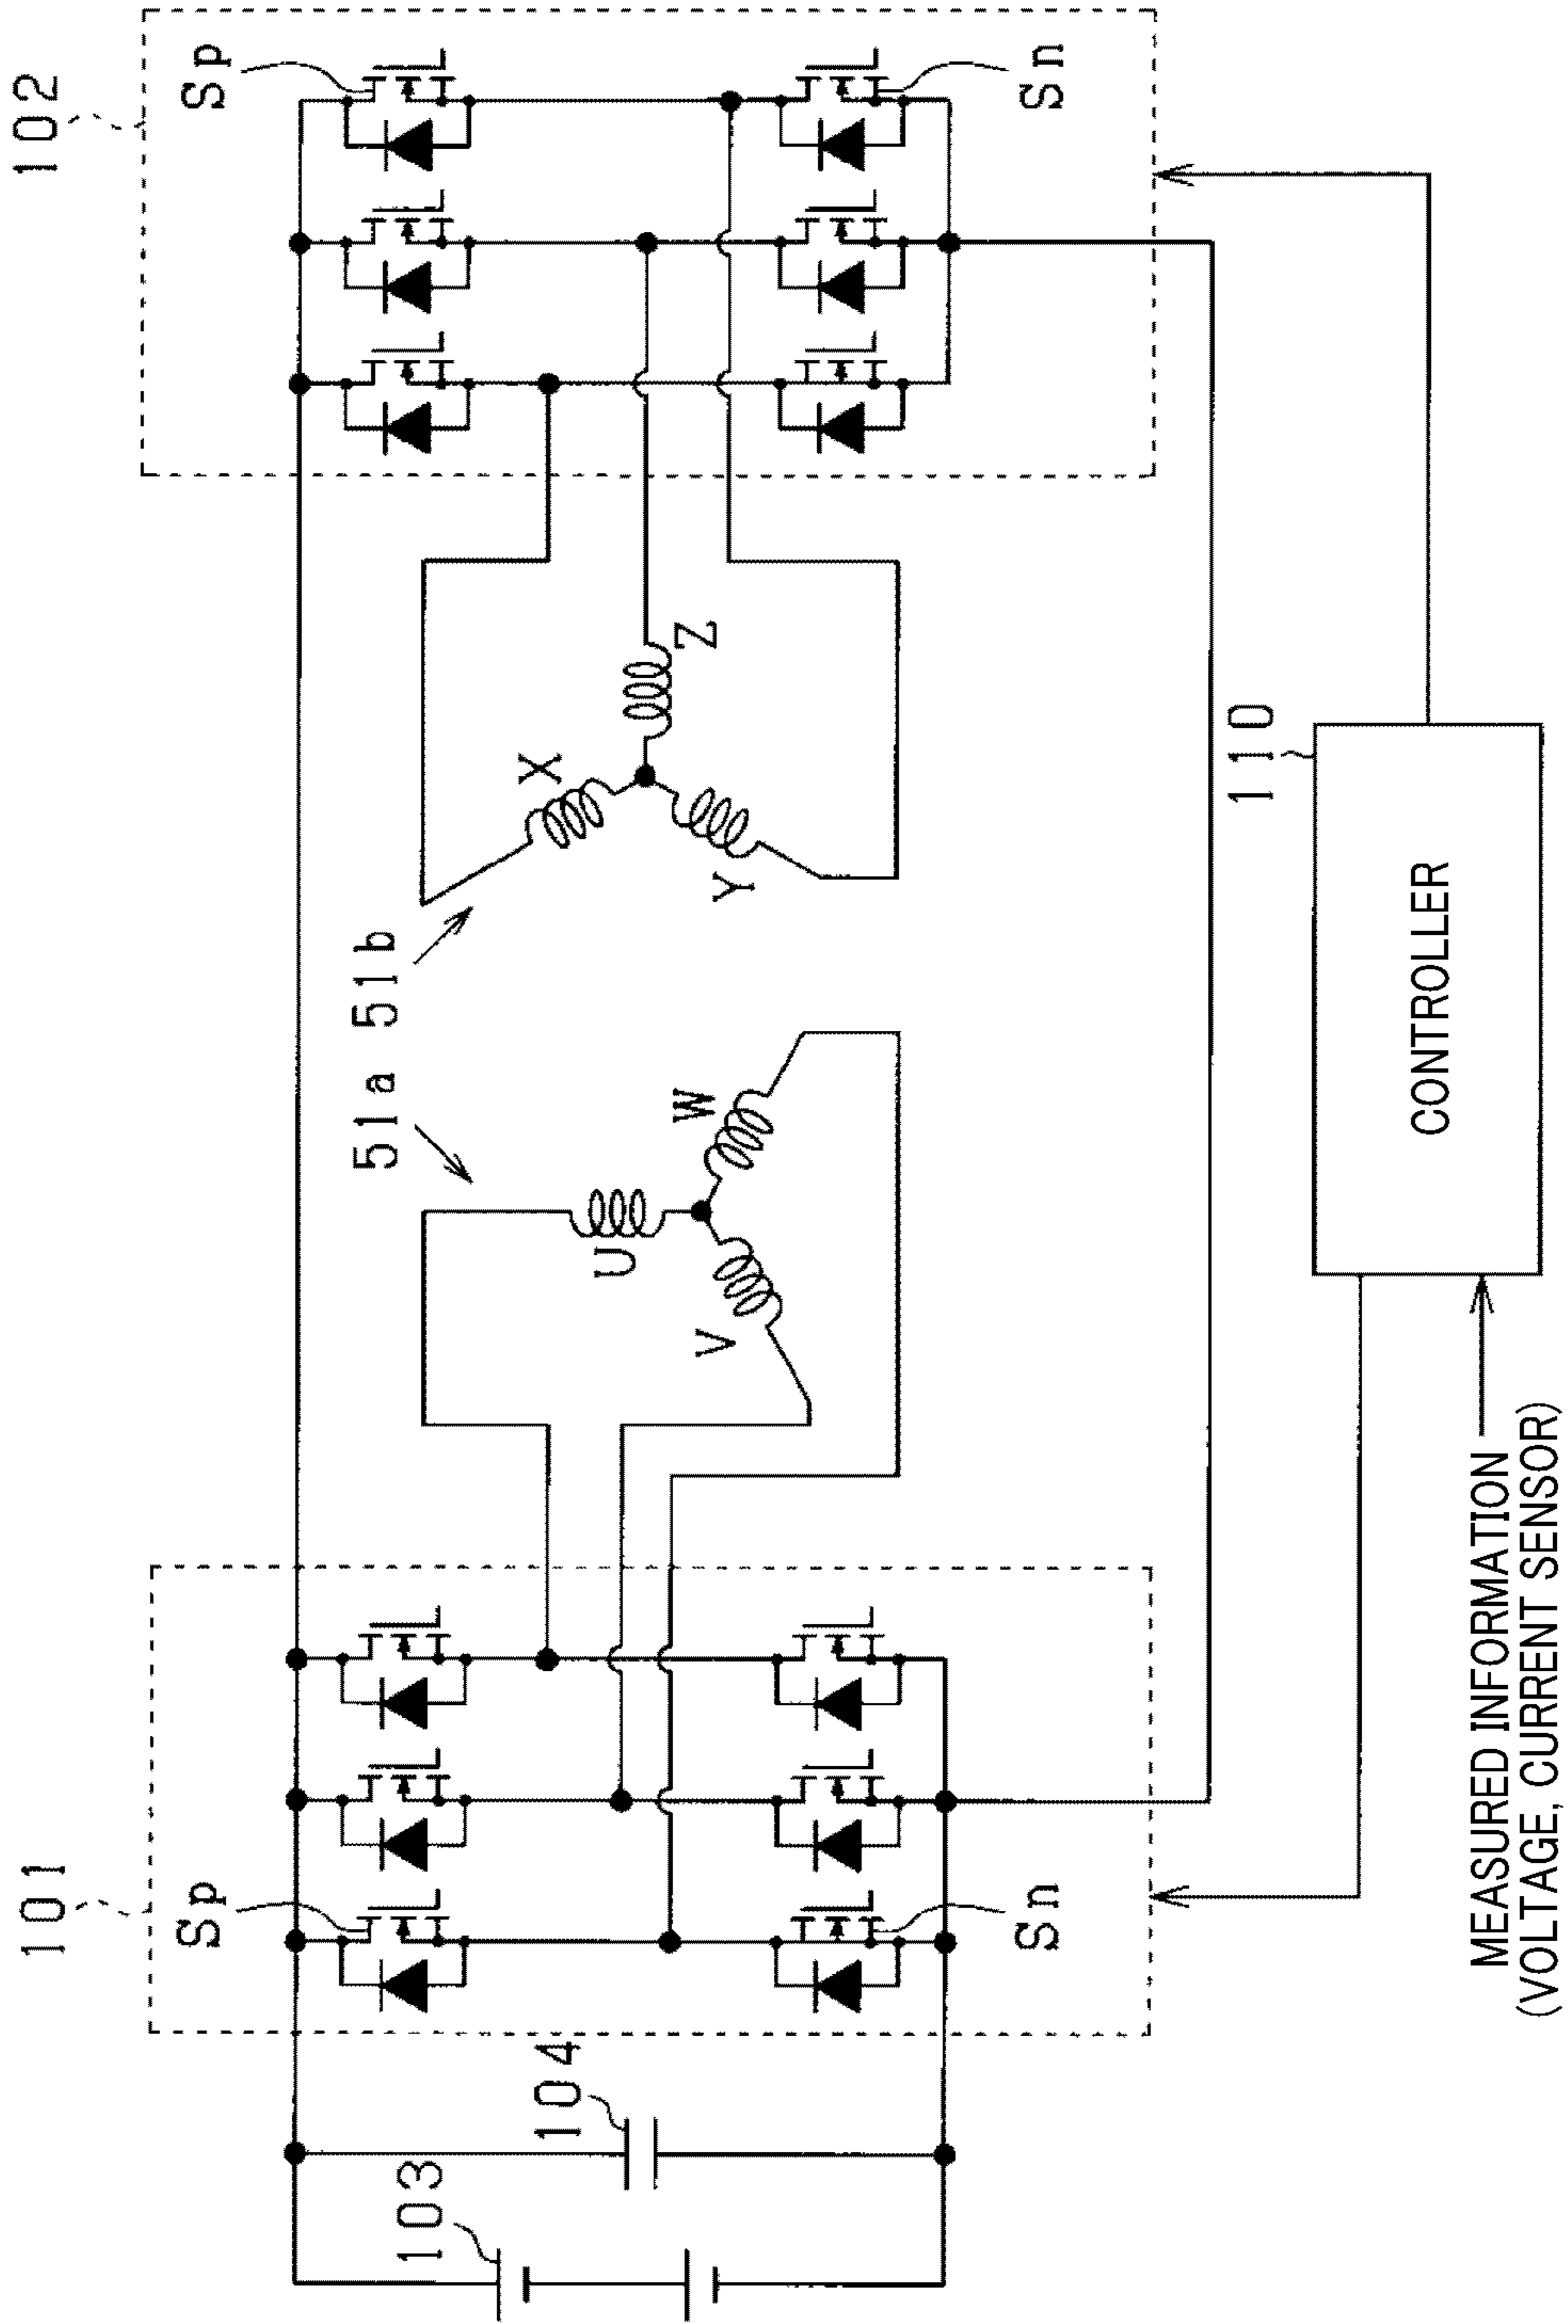 101
102
Sp
Sp
103
104
51a
51b
U
V
W
X
Y
Z
Sn
Sn
110
CONTROLLER
MEASURED INFORMATION
(VOLTAGE, CURRENT SENSOR)